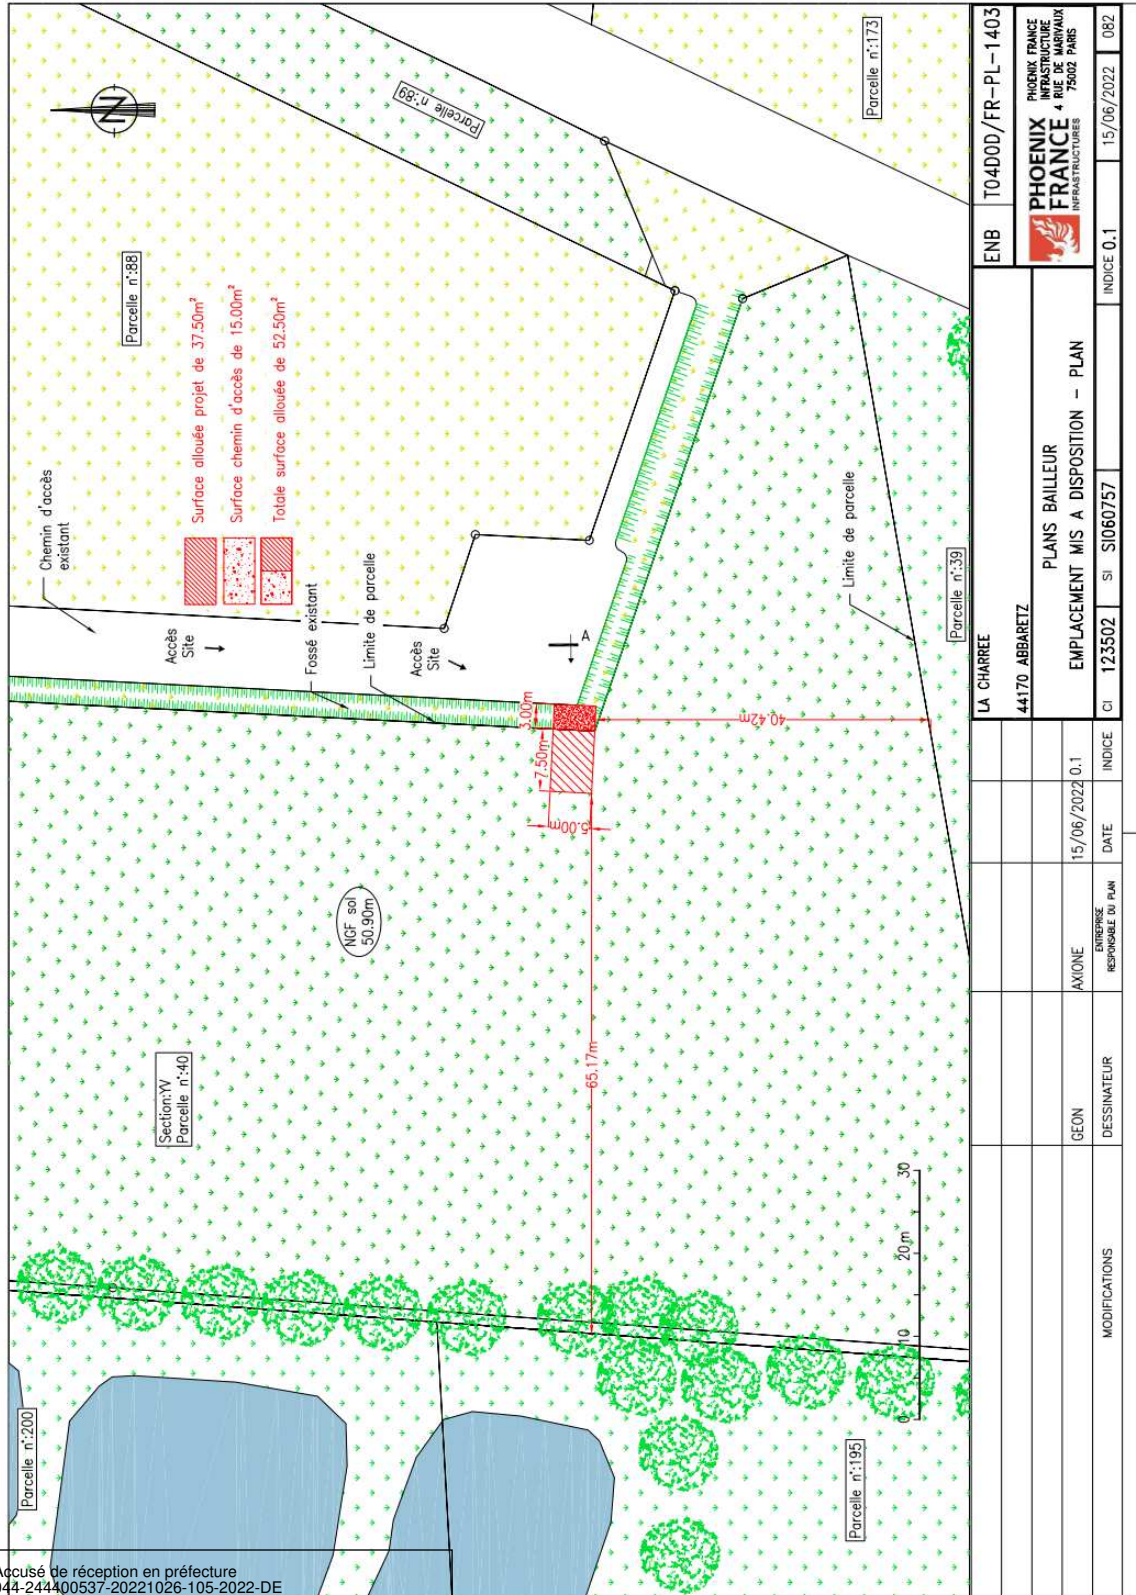 Parcelle n°:200
Section:YV
Parcelle n°:40
NGF sol
50.90m
Chemin d'accès
existant
Accès
Site
Fossé existant
Limite de parcelle
Accès
Site
A
Parcelle n°:88
Surface allouée projet de 37.50m²
Surface chemin d'accès de 15.00m²
Totale surface allouée de 52.50m²
N
Parcelle n°:89
Parcelle n°:173
3.00m
7.50m
5.00m
65.17m
40.42m
Limite de parcelle
Parcelle n°:39
Parcelle n°:195
0 10 20m 30
LA CHARREE
44170 ABBARETZ
ENB T04D0D/FR-PL-1403
PHOENIX
FRANCE
INFRASTRUCTURES
PHOENIX FRANCE
INFRASTRUCTURE
4 RUE DE MARIVAUX
75002 PARIS
PLANS BAILLEUR
EMPLACEMENT MIS A DISPOSITION - PLAN
CI 123502 SI SI060757 INDICE 0.1 15/06/2022 082
GEON AXIONE 15/06/2022 0.1
MODIFICATIONS DESSINATEUR ENTREPRISE
RESPONSABLE DU PLAN DATE INDICE
Accusé de réception en préfecture
044-244400537-20221026-105-2022-DE